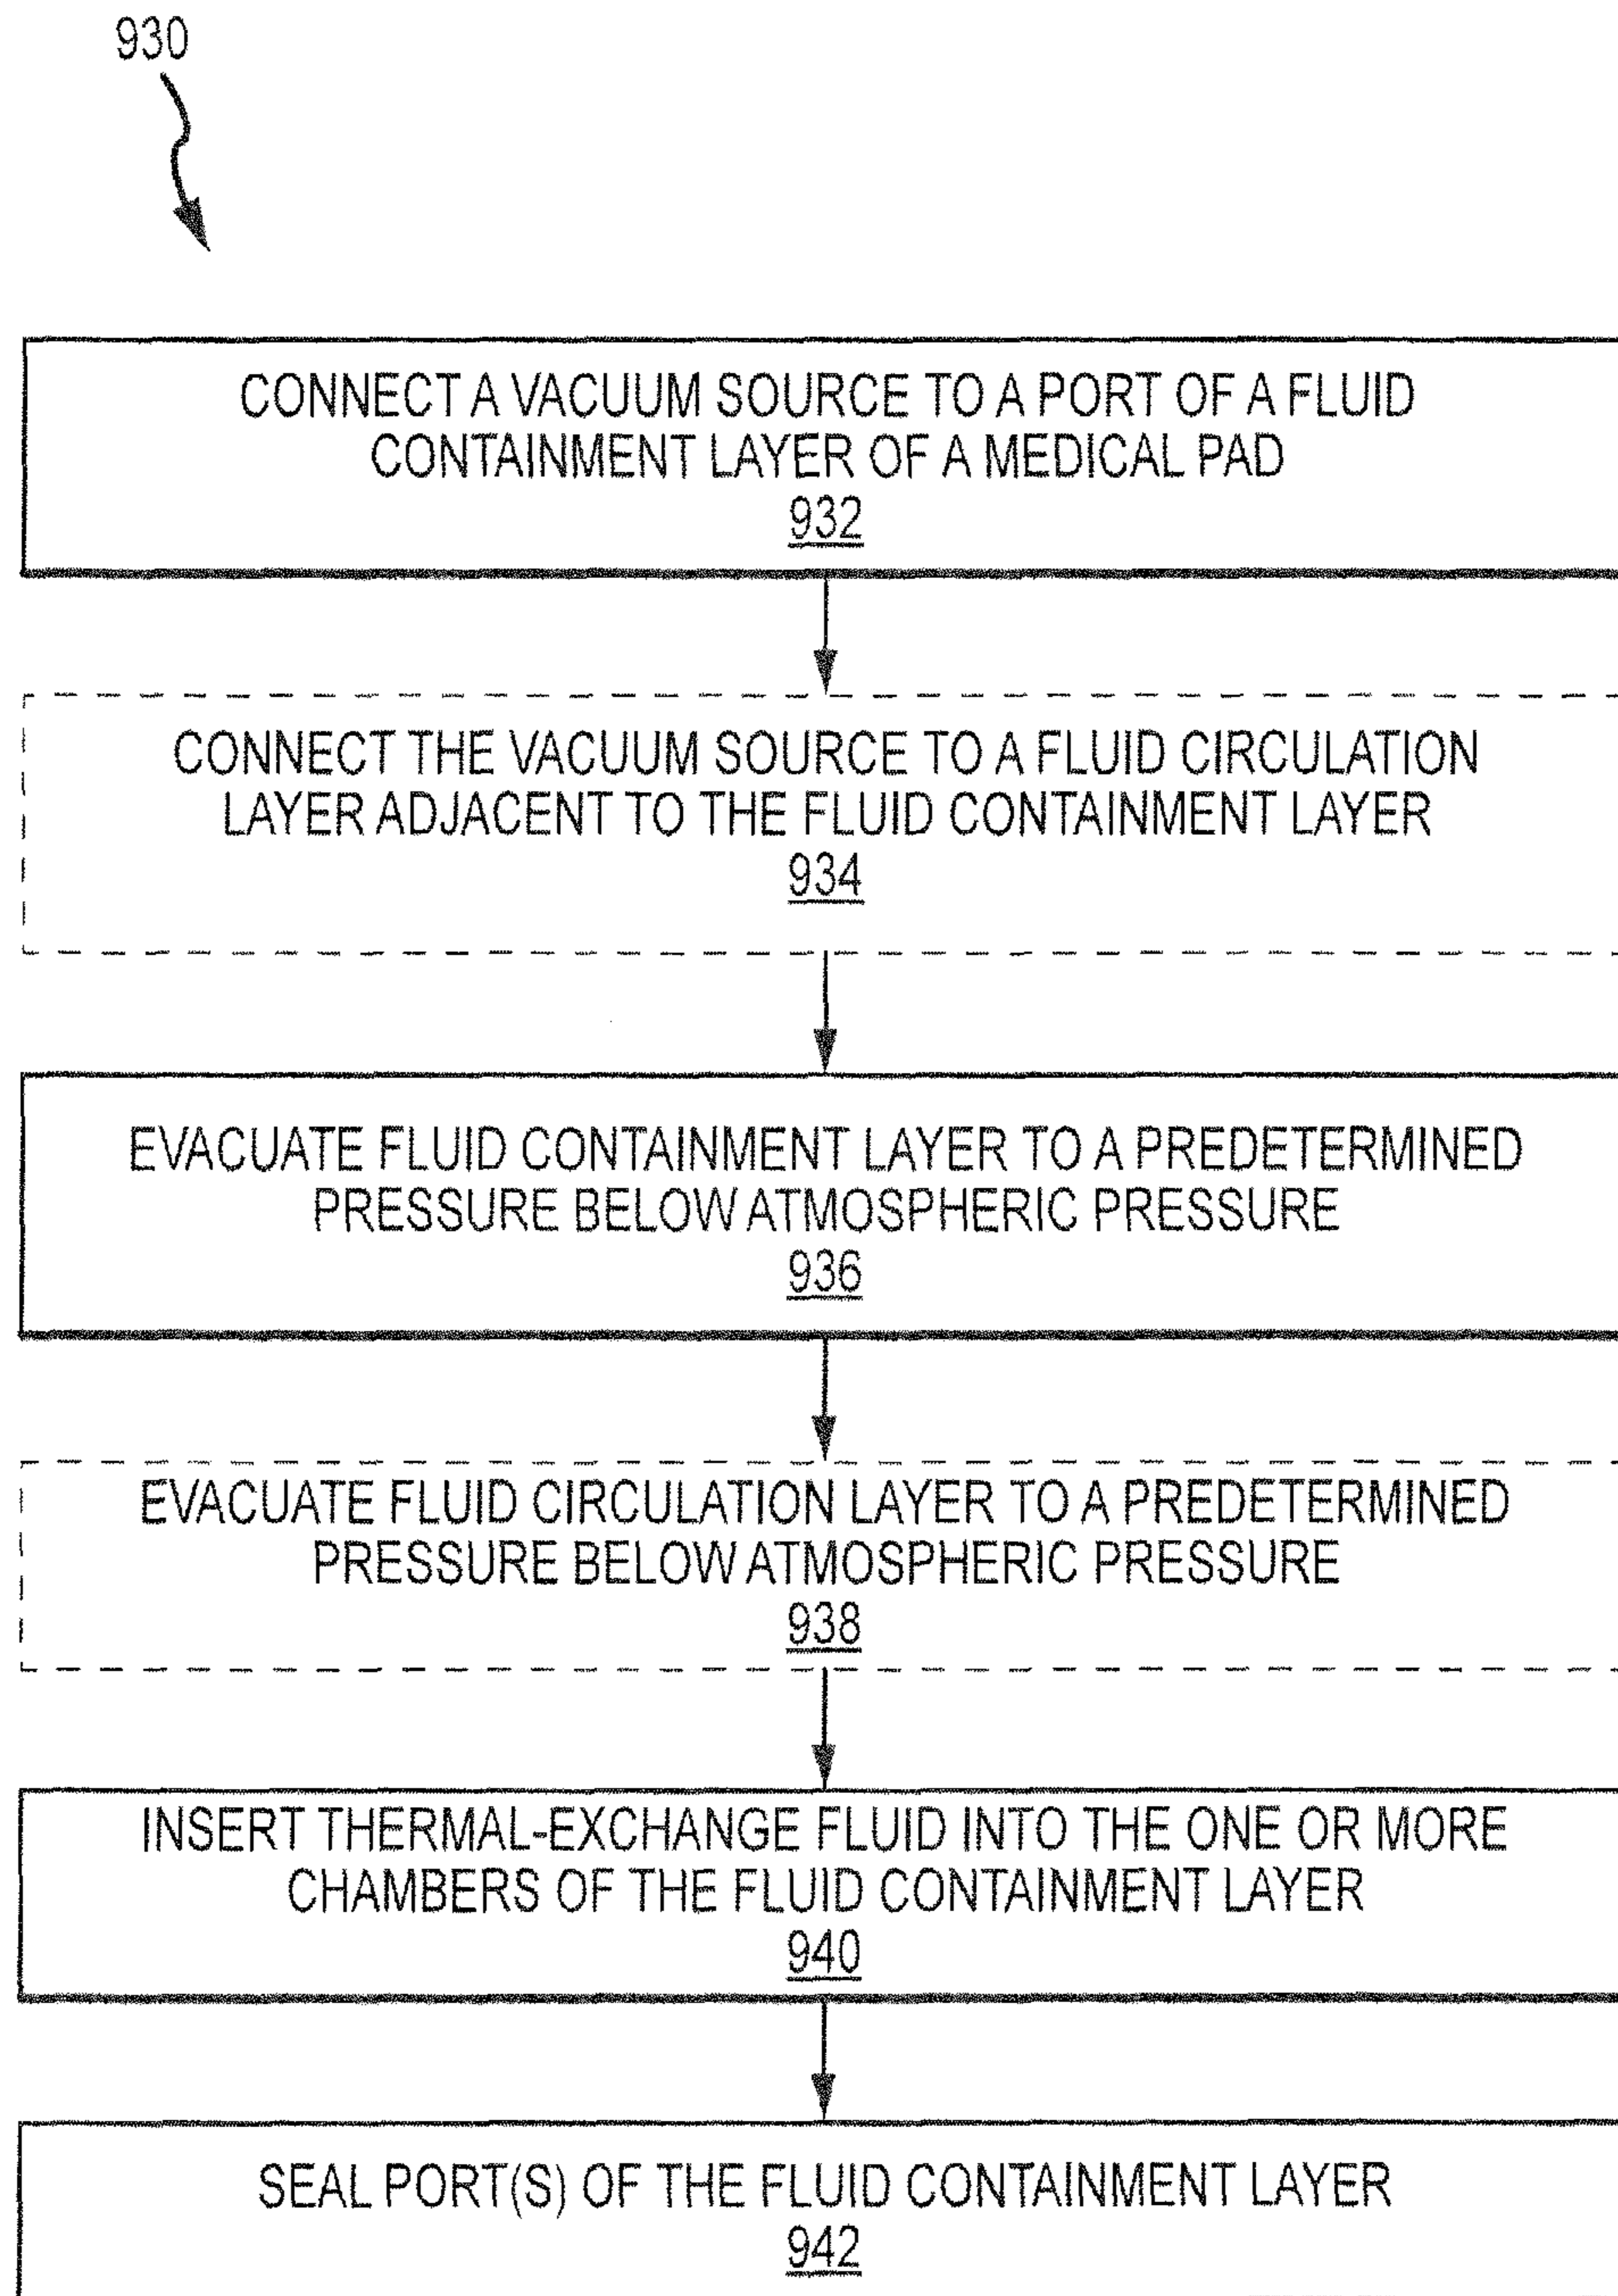 930
CONNECT A VACUUM SOURCE TO A PORT OF A FLUID
CONTAINMENT LAYER OF A MEDICAL PAD
932
CONNECT THE VACUUM SOURCE TO A FLUID CIRCULATION
LAYER ADJACENT TO THE FLUID CONTAINMENT LAYER
934
EVACUATE FLUID CONTAINMENT LAYER TO A PREDETERMINED
PRESSURE BELOW ATMOSPHERIC PRESSURE
936
EVACUATE FLUID CIRCULATION LAYER TO A PREDETERMINED
PRESSURE BELOW ATMOSPHERIC PRESSURE
938
INSERT THERMAL-EXCHANGE FLUID INTO THE ONE OR MORE
CHAMBERS OF THE FLUID CONTAINMENT LAYER
940
SEAL PORT(S) OF THE FLUID CONTAINMENT LAYER
942